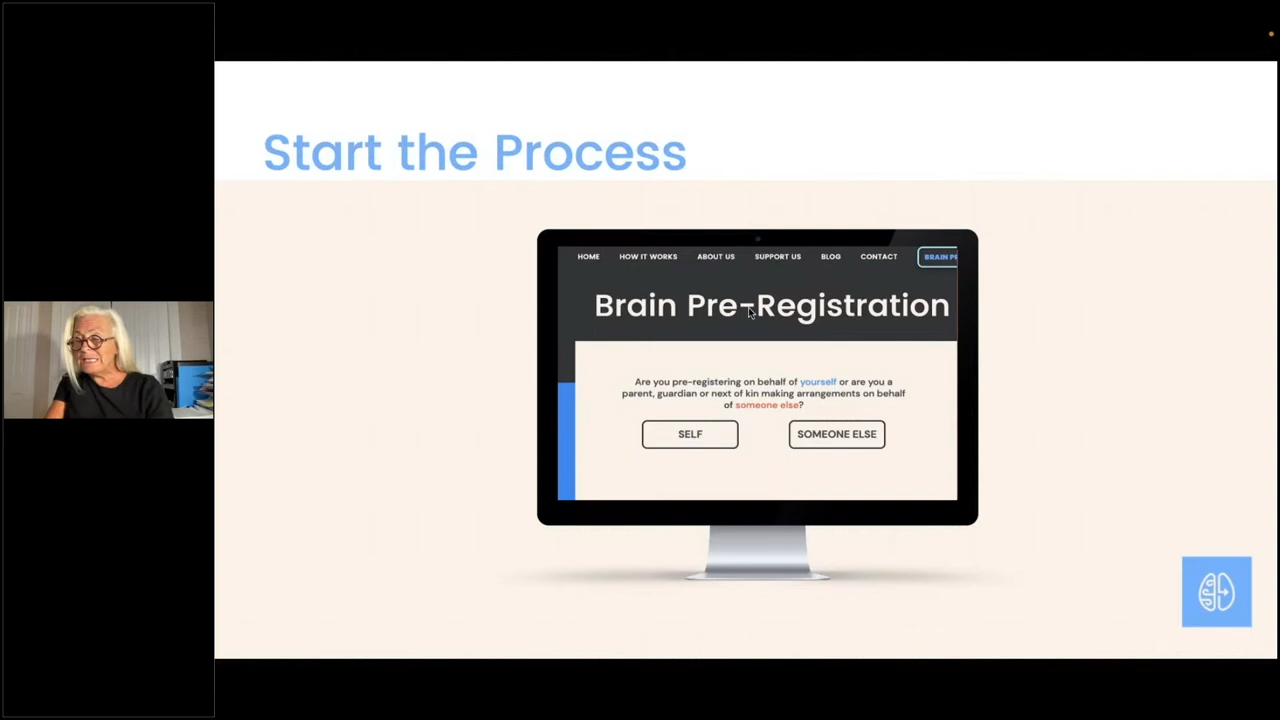 Start the Process
HOME HOW IT WORKS ABOUT US SUPPORT US BLOG CONTACT BRAIN
Brain Pre-Registration
Are you pre-registering on behalf of yourself or are you a
parent, guardian or next of kin making arrangements on behalf
of someone else?
SELF SOMEONE ELSE